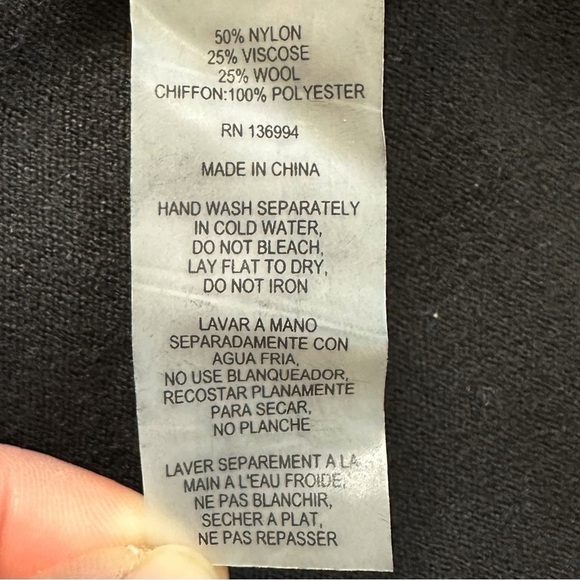 50% NYLON
25% VISCOSE
25% WOOL
CHIFFON:100% POLYESTER
RN 136994
MADE IN CHINA
HAND WASH SEPARATELY
IN COLD WATER,
DO NOT BLEACH,
LAY FLAT TO DRY,
DO NOT IRON
LAVAR A MANO
SEPARADAMENTE CON
AGUA FRIA,
NO USE BLANQUEADOR,
RECOSTAR PLANAMENTE
PARA SECAR,
NO PLANCHE
LAVER SEPAREMENT A LA
MAIN A L'EAU FROIDE,
NE PAS BLANCHIR,
SECHER A PLAT,
NE PAS REPASSER